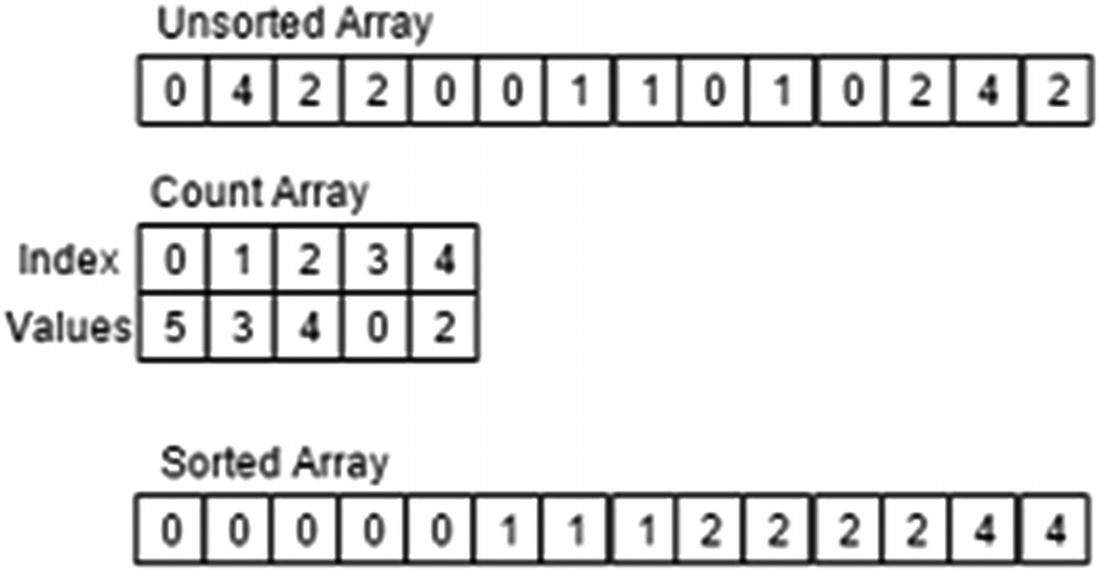 Unsorted Array
0 4 2 2 0 0 1 1 0 1 0 2 4 2
Count Array
Index 0 1 2 3 4
Values 5 3 4 0 2
Sorted Array
0 0 0 0 0 1 1 1 2 2 2 2 4 4